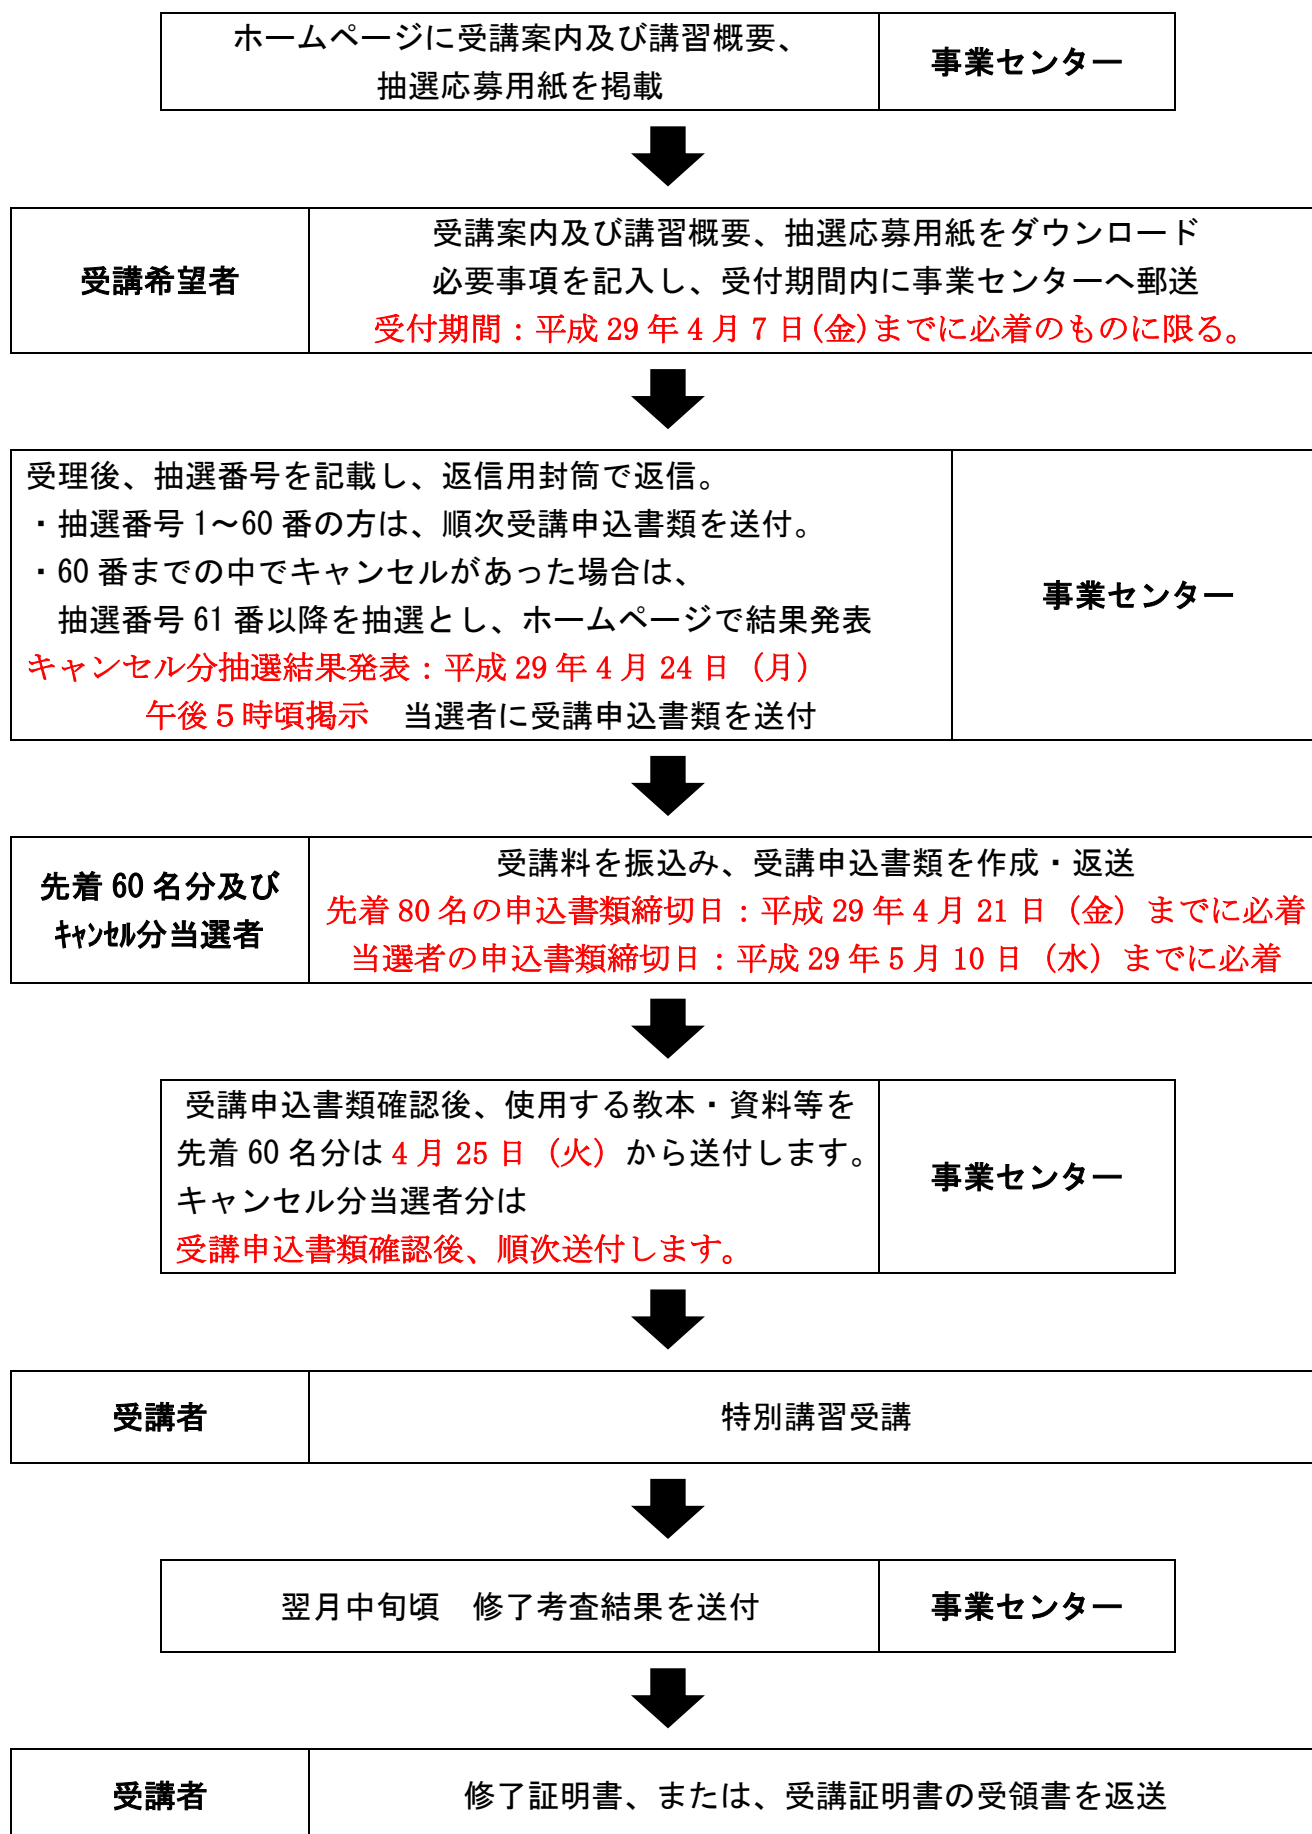 ホームページに受講案内及び講習概要、
抽選応募用紙を掲載
事業センター
受講希望者
受講案内及び講習概要、抽選応募用紙をダウンロード
必要事項を記入し、受付期間内に事業センターへ郵送
受付期間：平成 29 年 4 月 7 日(金)までに必着のものに限る。
受理後、抽選番号を記載し、返信用封筒で返信。
・抽選番号 1～60 番の方は、順次受講申込書類を送付。
・60 番までの中でキャンセルがあった場合は、
抽選番号 61 番以降を抽選とし、ホームページで結果発表
キャンセル分抽選結果発表：平成 29 年 4 月 24 日（月）
午後５時頃掲示　当選者に受講申込書類を送付
事業センター
先着 60 名分及び
ｷｬﾝｾﾙ分当選者
受講料を振込み、受講申込書類を作成・返送
先着 80 名の申込書類締切日：平成 29 年 4 月 21 日（金）までに必着
当選者の申込書類締切日：平成 29 年 5 月 10 日（水）までに必着
受講申込書類確認後、使用する教本・資料等を
先着 60 名分は 4 月 25 日（火）から送付します。
キャンセル分当選者分は
受講申込書類確認後、順次送付します。
事業センター
受講者
特別講習受講
翌月中旬頃　修了考査結果を送付
事業センター
受講者
修了証明書、または、受講証明書の受領書を返送